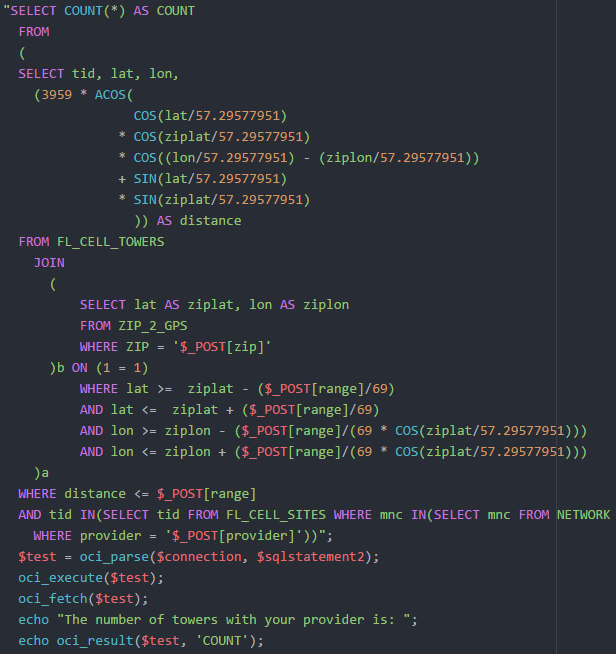 "SELECT COUNT(*) AS COUNT
FROM
(
SELECT tid, lat, lon,
(3959 * ACOS(
COS(lat/57.29577951)
* COS(ziplat/57.29577951)
* COS((lon/57.29577951) - (ziplon/57.29577951))
+ SIN(lat/57.29577951)
* SIN(ziplat/57.29577951)
)) AS distance
FROM FL_CELL_TOWERS
JOIN
(
SELECT lat AS ziplat, lon AS ziplon
FROM ZIP_2_GPS
WHERE ZIP = '$_POST[zip]'
)b ON (1 = 1)
WHERE lat >=  ziplat - ($_POST[range]/69)
AND lat <=  ziplat + ($_POST[range]/69)
AND lon >= ziplon - ($_POST[range]/(69 * COS(ziplat/57.29577951)))
AND lon <= ziplon + ($_POST[range]/(69 * COS(ziplat/57.29577951)))
)a
WHERE distance <= $_POST[range]
AND tid IN(SELECT tid FROM FL_CELL_SITES WHERE mnc IN(SELECT mnc FROM NETWORK
WHERE provider = '$_POST[provider]'))";
$test = oci_parse($connection, $sqlstatement2);
oci_execute($test);
oci_fetch($test);
echo "The number of towers with your provider is: ";
echo oci_result($test, 'COUNT');